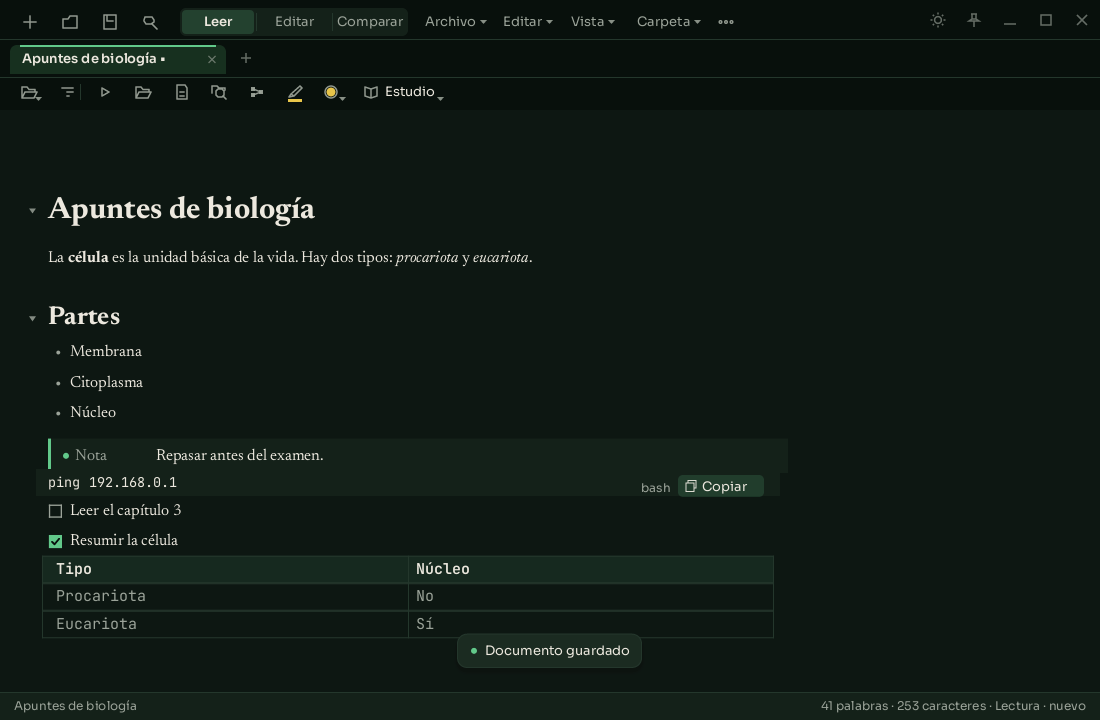 Leer Editar Comparar Archivo Editar Vista Carpeta
Apuntes de biología •
Estudio
Apuntes de biología
La célula es la unidad básica de la vida. Hay dos tipos: procariota y eucariota.
Partes
• Membrana
• Citoplasma
• Núcleo
Nota Repasar antes del examen.
ping 192.168.0.1 bash Copiar
Leer el capítulo 3
Resumir la célula
Tipo Núcleo
Procariota No
Eucariota Sí
Documento guardado
Apuntes de biología 41 palabras · 253 caracteres · Lectura · nuevo